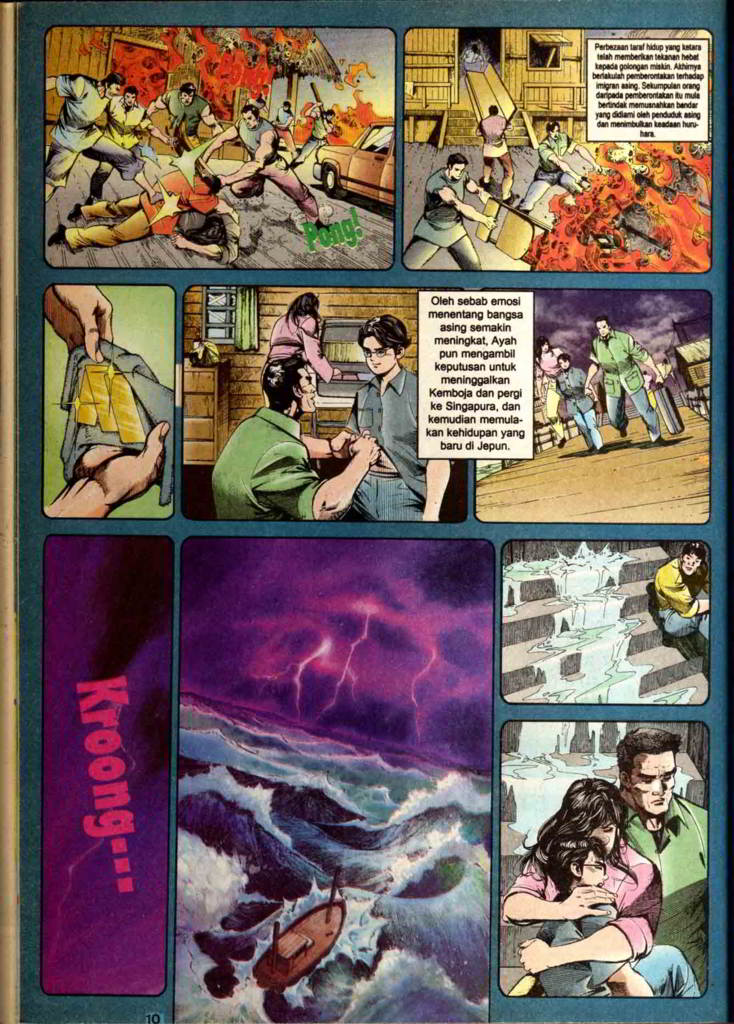 Pong!
Perbezaan taraf hidup yang ketara
telah memberikan tekanan hebat
kepada golongan miskin. Akhirnya
berlakulah pemberontakan terhadap
imigran asing. Sekumpulan orang
daripada pemberontakan itu mula
bertindak memusnahkan bandar
yang didiami oleh penduduk asing
dan menimbulkan keadaan huru-
hara.
Oleh sebab emosi
menentang bangsa
asing semakin
meningkat, Ayah
pun mengambil
keputusan untuk
meninggalkan
Kemboja dan pergi
ke Singapura, dan
kemudian memula-
kan kehidupan yang
baru di Jepun.
Kroong...
10